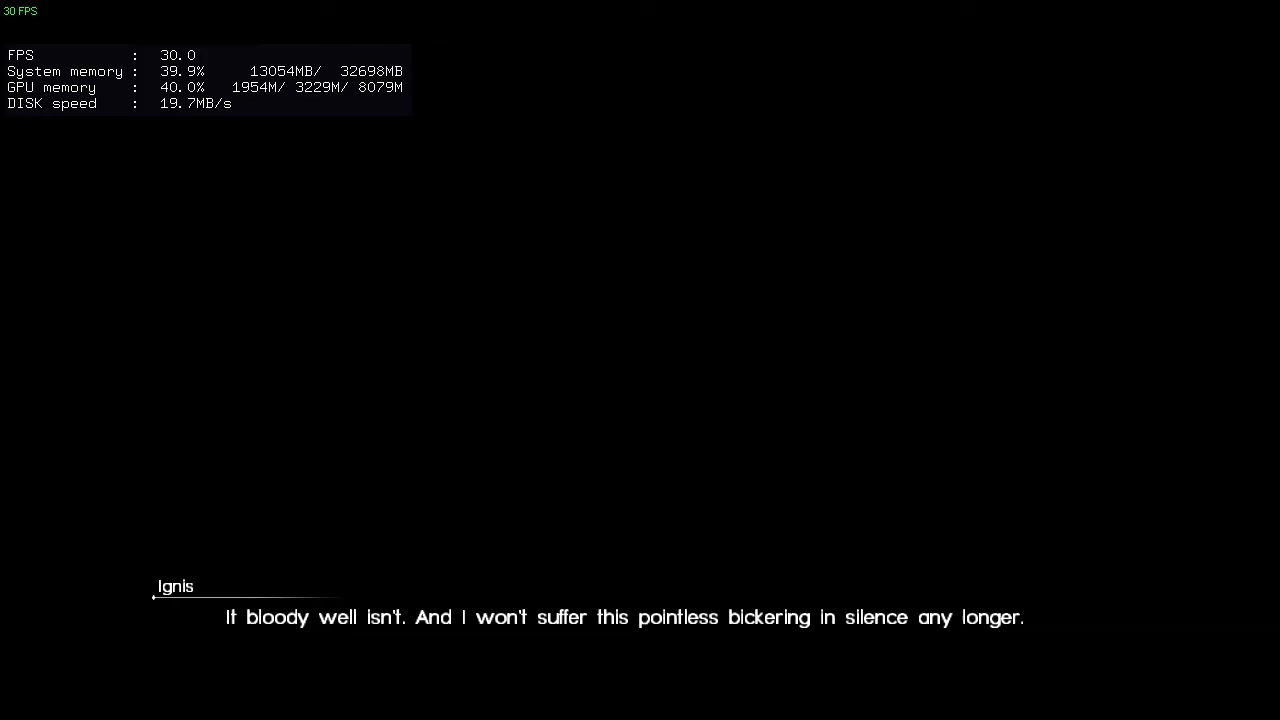 30 FPS
FPS : 30.0
System memory : 39.9% 13054MB/ 32698MB
GPU memory : 40.0% 1954M/ 3229M/ 8079M
DISK speed : 19.7MB/s
Ignis
It bloody well isn't. And I won't suffer this pointless bickering in silence any longer.